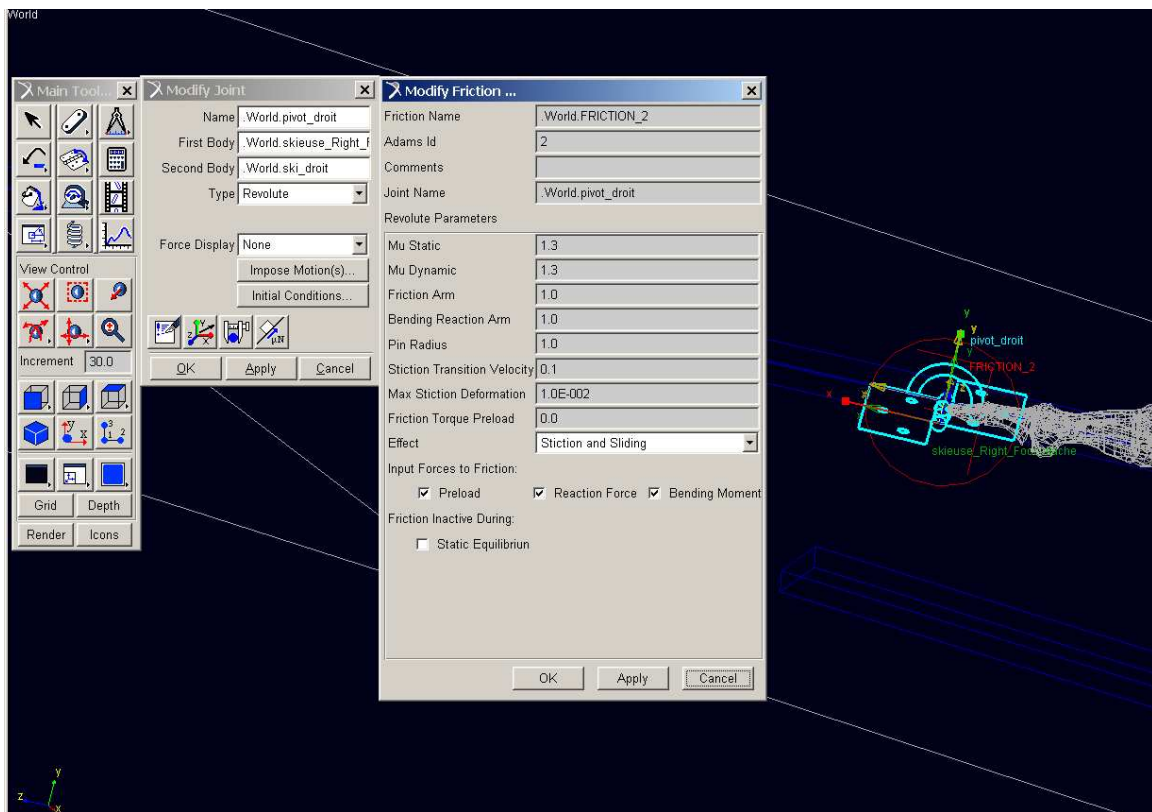 World
Main Tool...
View Control
Increment 30.0
Grid Depth
Render Icons
Modify Joint
Name .World.pivot_droit
First Body .World.skieuse_Right_F
Second Body .World.ski_droit
Type Revolute
Force Display None
Impose Motion(s)...
Initial Conditions...
OK Apply Cancel
Modify Friction ...
Friction Name .World.FRICTION_2
Adams Id 2
Comments
Joint Name .World.pivot_droit
Revolute Parameters
Mu Static 1.3
Mu Dynamic 1.3
Friction Arm 1.0
Bending Reaction Arm 1.0
Pin Radius 1.0
Stiction Transition Velocity 0.1
Max Stiction Deformation 1.0E-002
Friction Torque Preload 0.0
Effect Stiction and Sliding
Input Forces to Friction:
Preload Reaction Force Bending Moment
Friction Inactive During:
Static Equilibriun
OK Apply Cancel
y
y
pivot_droit
y
FRICTION_2
x
x
z
y
z
x